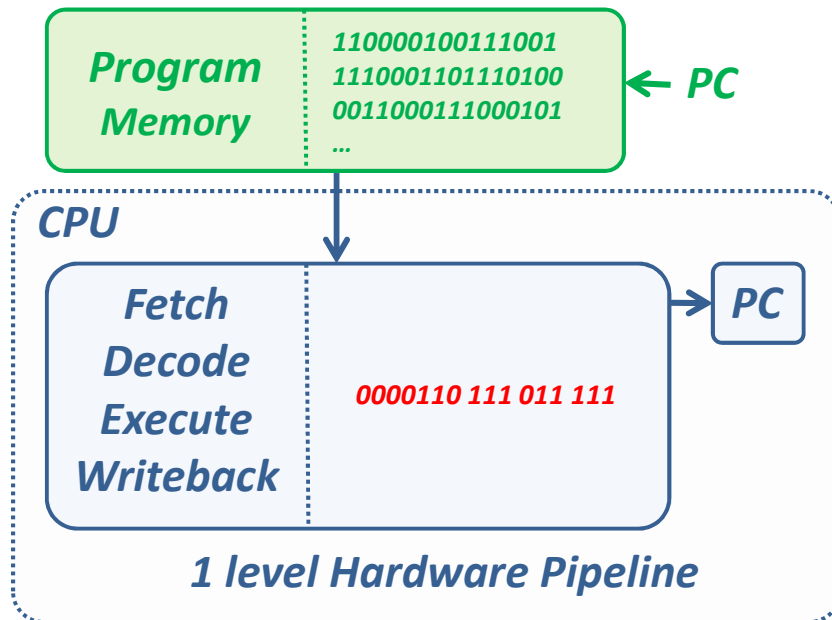 Program
Memory
110000100111001
1110001101110100
0011000111000101
...
PC
CPU
Fetch
Decode
Execute
Writeback
0000110 111 011 111
PC
1 level Hardware Pipeline